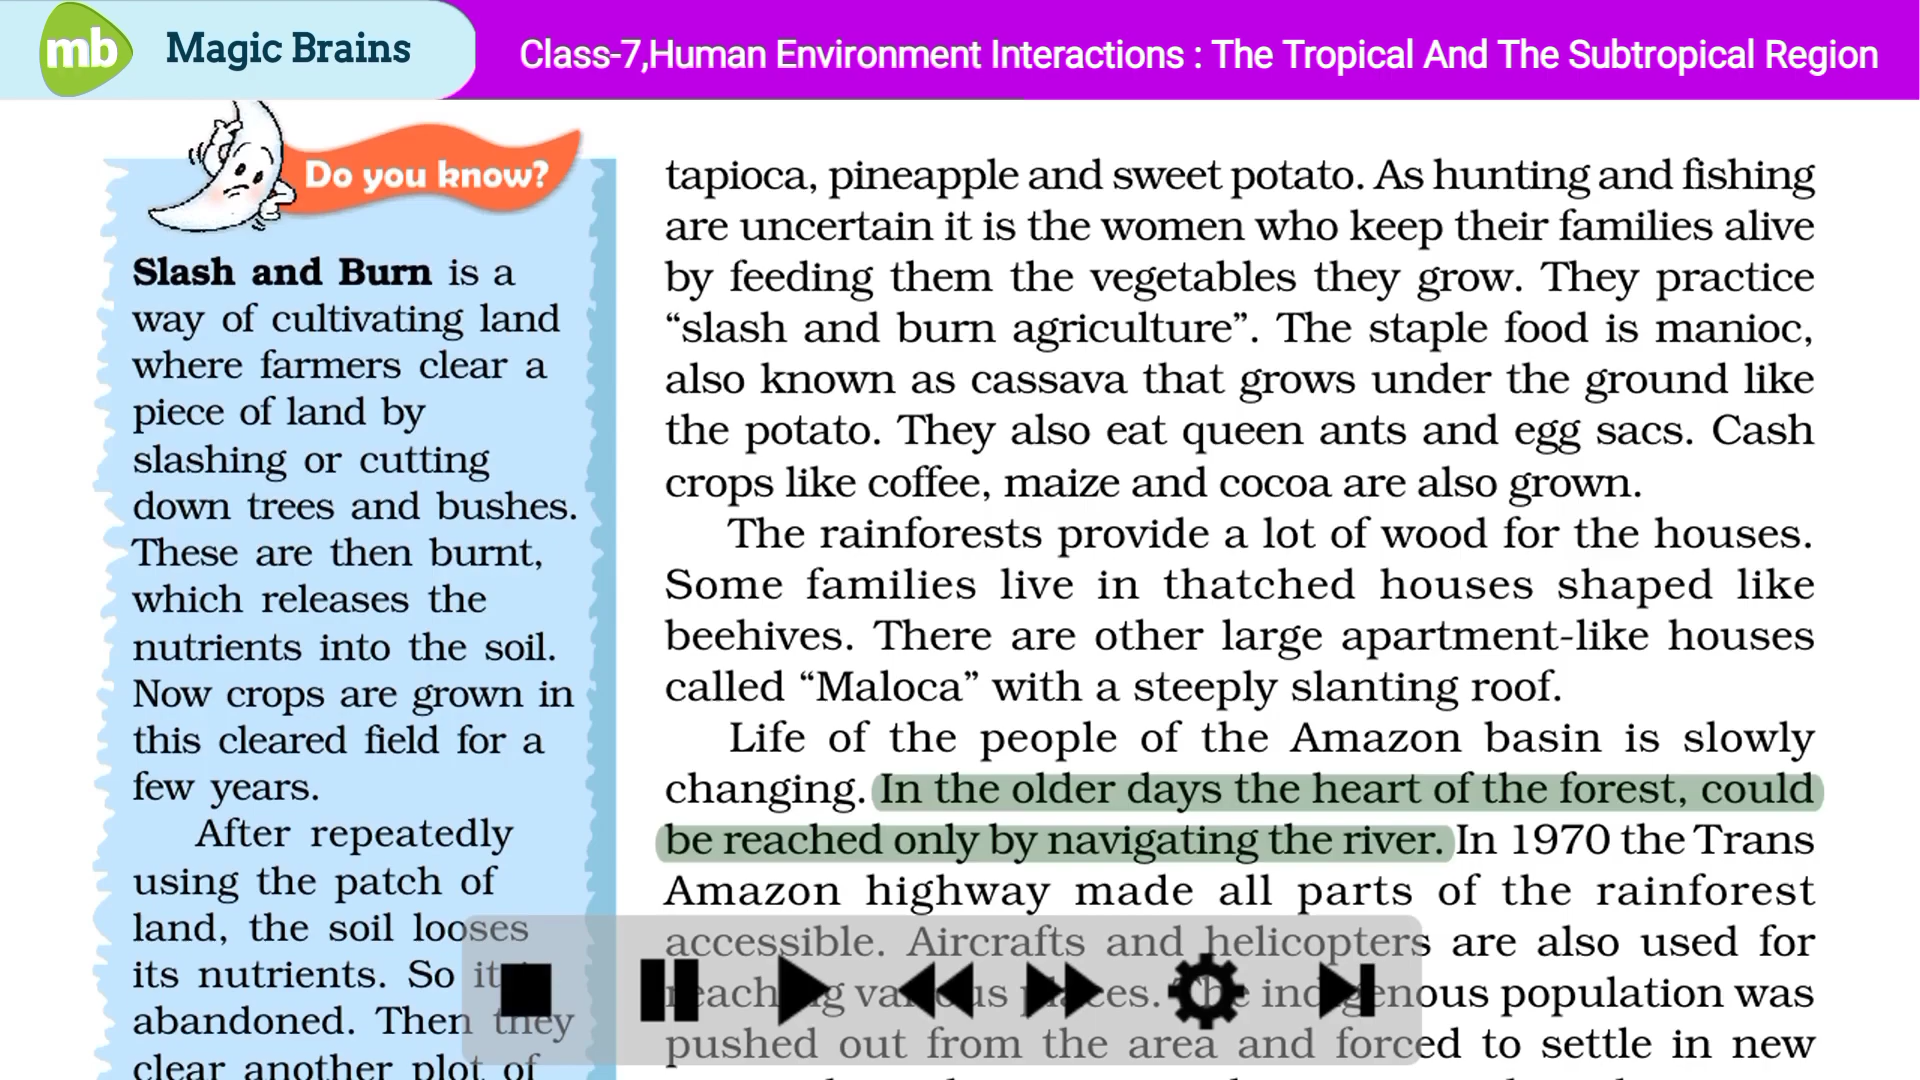 mb Magic Brains
Class-7,Human Environment Interactions : The Tropical And The Subtropical Region
Do you know?
Slash and Burn is a
way of cultivating land
where farmers clear a
piece of land by
slashing or cutting
down trees and bushes.
These are then burnt,
which releases the
nutrients into the soil.
Now crops are grown in
this cleared field for a
few years.
After repeatedly
using the patch of
land, the soil looses
its nutrients. So it
abandoned. Then they
clear another plot of
tapioca, pineapple and sweet potato. As hunting and fishing
are uncertain it is the women who keep their families alive
by feeding them the vegetables they grow. They practice
“slash and burn agriculture”. The staple food is manioc,
also known as cassava that grows under the ground like
the potato. They also eat queen ants and egg sacs. Cash
crops like coffee, maize and cocoa are also grown.
The rainforests provide a lot of wood for the houses.
Some families live in thatched houses shaped like
beehives. There are other large apartment-like houses
called “Maloca” with a steeply slanting roof.
Life of the people of the Amazon basin is slowly
changing. In the older days the heart of the forest, could
be reached only by navigating the river. In 1970 the Trans
Amazon highway made all parts of the rainforest
accessible. Aircrafts and helicopters are also used for
reaching various places. The indigenous population was
pushed out from the area and forced to settle in new